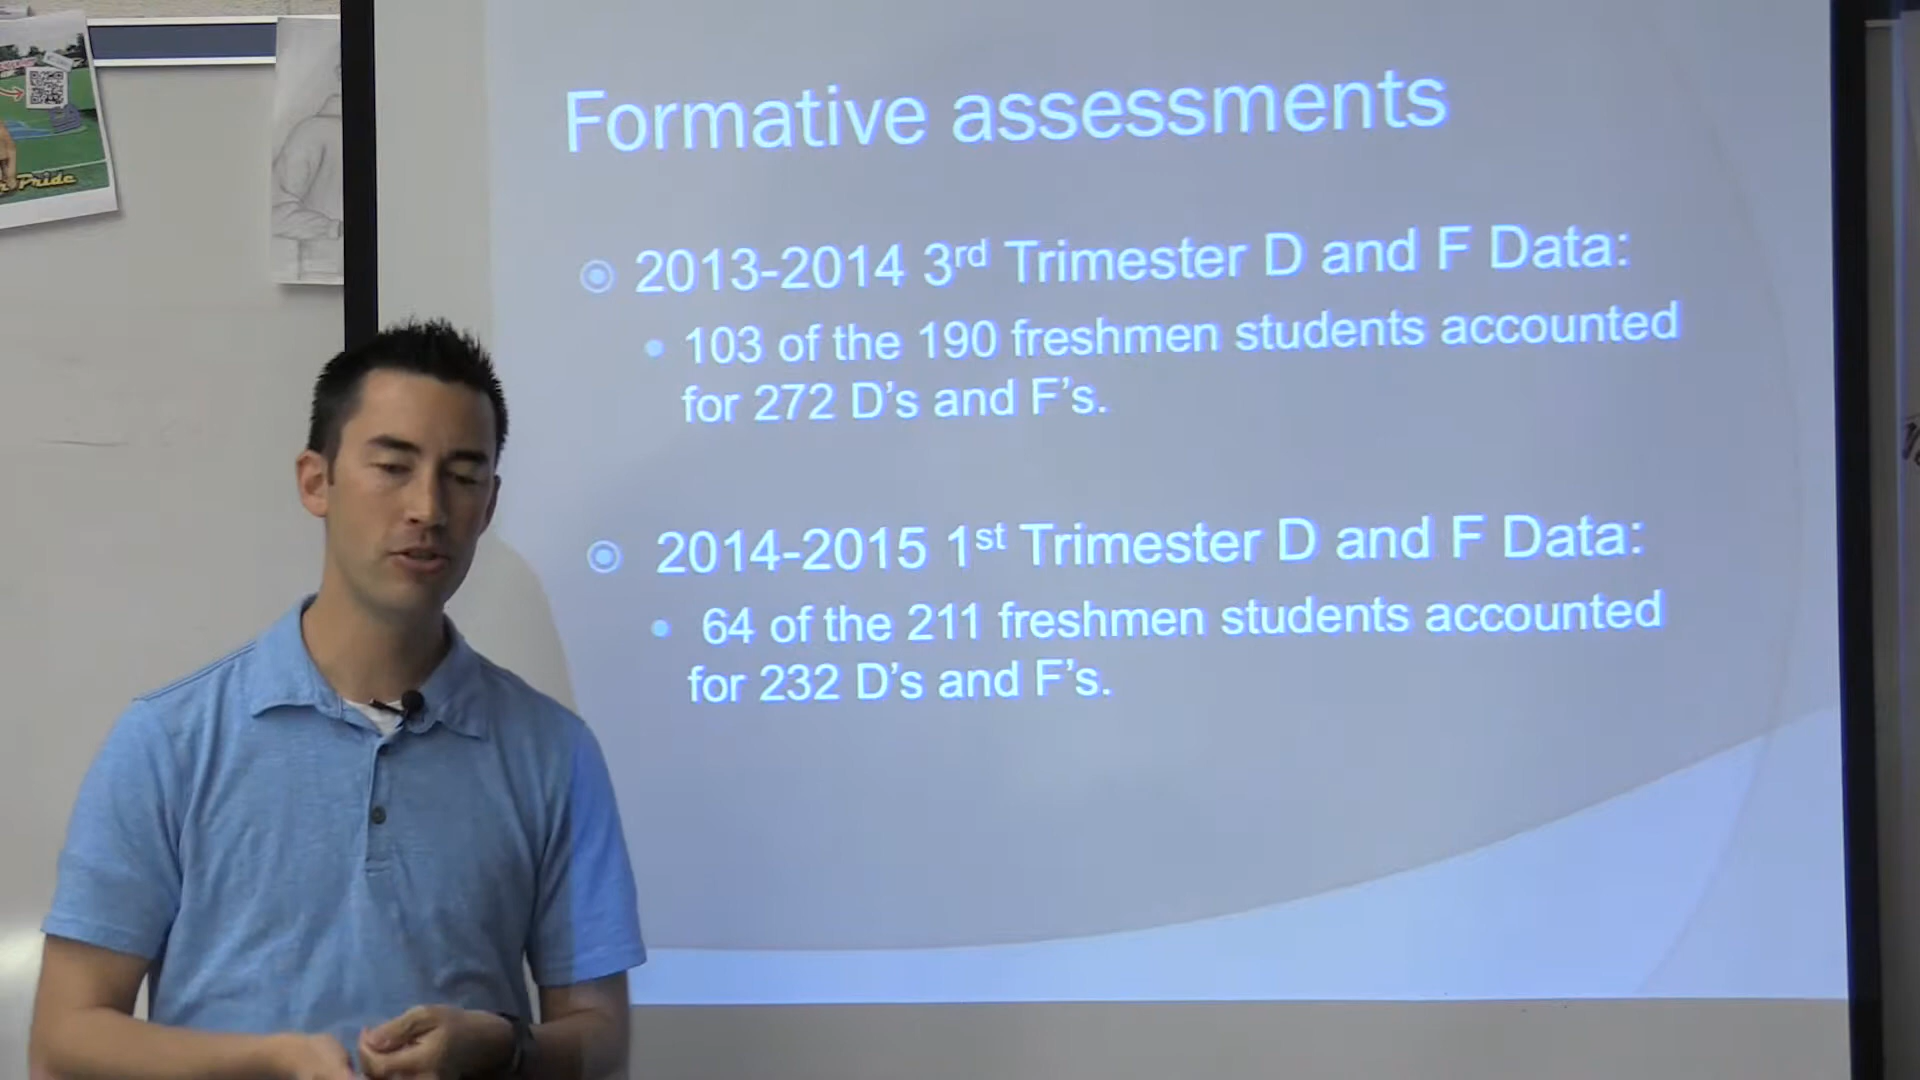 Formative assessments
2013-2014 3rd Trimester D and F Data:
103 of the 190 freshmen students accounted
for 272 D’s and F’s.
2014-2015 1st Trimester D and F Data:
64 of the 211 freshmen students accounted
for 232 D’s and F’s.
Pride